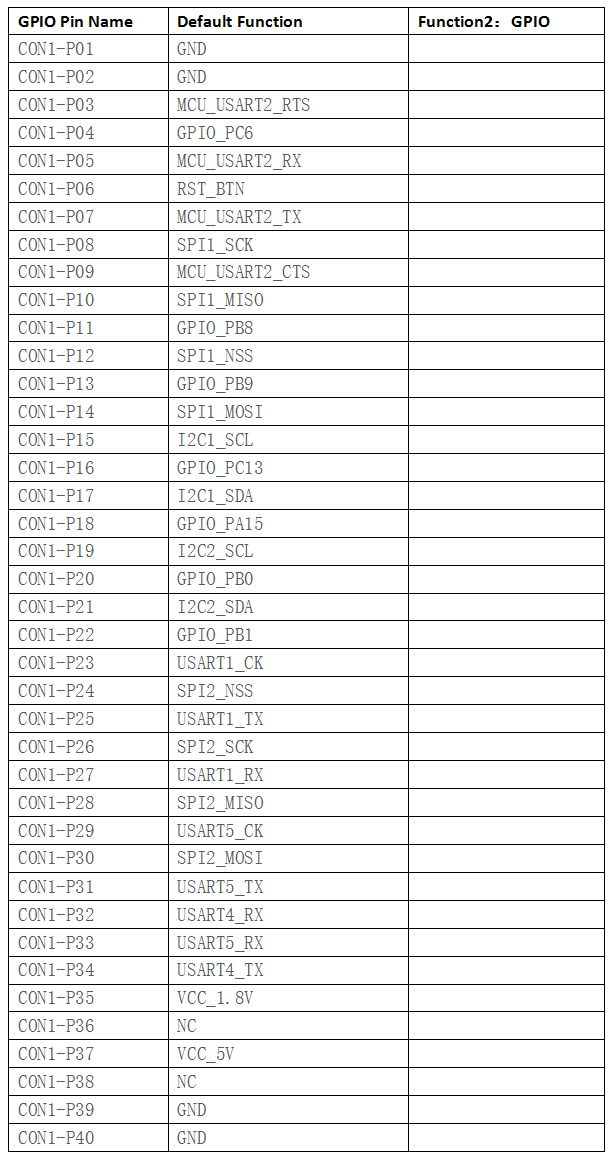 GPIO Pin Name Default Function Function2：GPIO
CON1-P01 GND
CON1-P02 GND
CON1-P03 MCU_USART2_RTS
CON1-P04 GPIO_PC6
CON1-P05 MCU_USART2_RX
CON1-P06 RST_BTN
CON1-P07 MCU_USART2_TX
CON1-P08 SPI1_SCK
CON1-P09 MCU_USART2_CTS
CON1-P10 SPI1_MISO
CON1-P11 GPIO_PB8
CON1-P12 SPI1_NSS
CON1-P13 GPIO_PB9
CON1-P14 SPI1_MOSI
CON1-P15 I2C1_SCL
CON1-P16 GPIO_PC13
CON1-P17 I2C1_SDA
CON1-P18 GPIO_PA15
CON1-P19 I2C2_SCL
CON1-P20 GPIO_PB0
CON1-P21 I2C2_SDA
CON1-P22 GPIO_PB1
CON1-P23 USART1_CK
CON1-P24 SPI2_NSS
CON1-P25 USART1_TX
CON1-P26 SPI2_SCK
CON1-P27 USART1_RX
CON1-P28 SPI2_MISO
CON1-P29 USART5_CK
CON1-P30 SPI2_MOSI
CON1-P31 USART5_TX
CON1-P32 USART4_RX
CON1-P33 USART5_RX
CON1-P34 USART4_TX
CON1-P35 VCC_1.8V
CON1-P36 NC
CON1-P37 VCC_5V
CON1-P38 NC
CON1-P39 GND
CON1-P40 GND